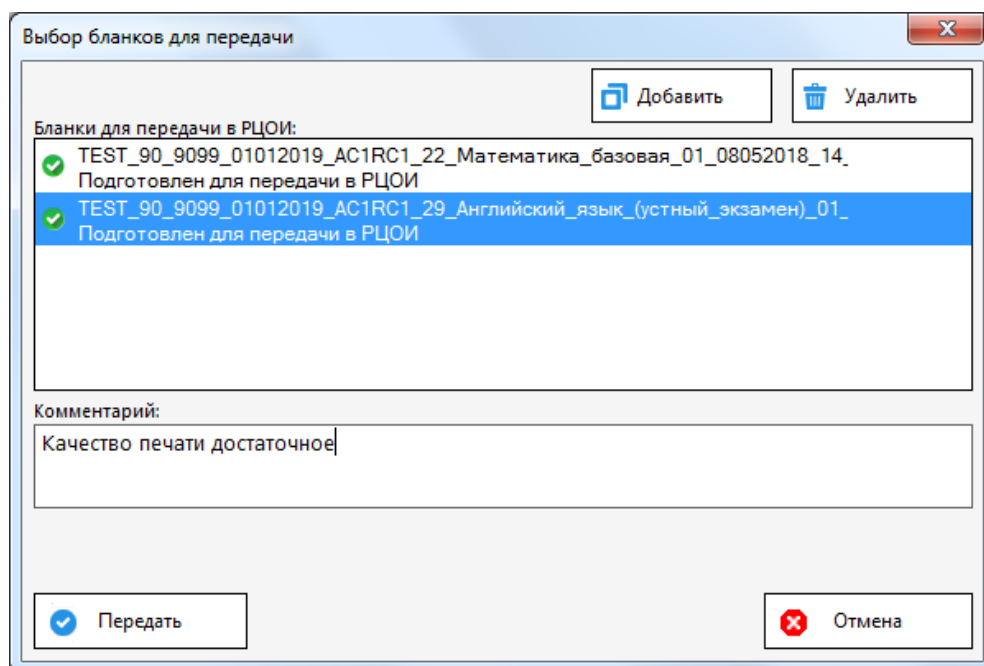 Выбор бланков для передачи
Добавить
Удалить
Бланки для передачи в РЦОИ:
TEST_90_9099_01012019_AC1RC1_22_Математика_базовая_01_08052018_14_
Подготовлен для передачи в РЦОИ
TEST_90_9099_01012019_AC1RC1_29_Английский_язык_(устный_экзамен)_01_
Подготовлен для передачи в РЦОИ
Комментарий:
Качество печати достаточное
Передать
Отмена